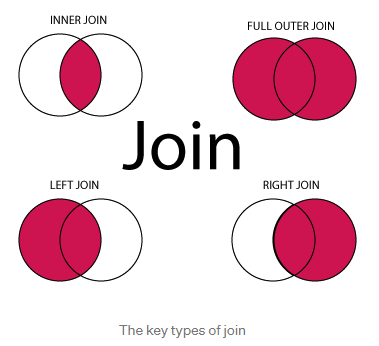 INNER JOIN
FULL OUTER JOIN
Join
LEFT JOIN
RIGHT JOIN
The key types of join